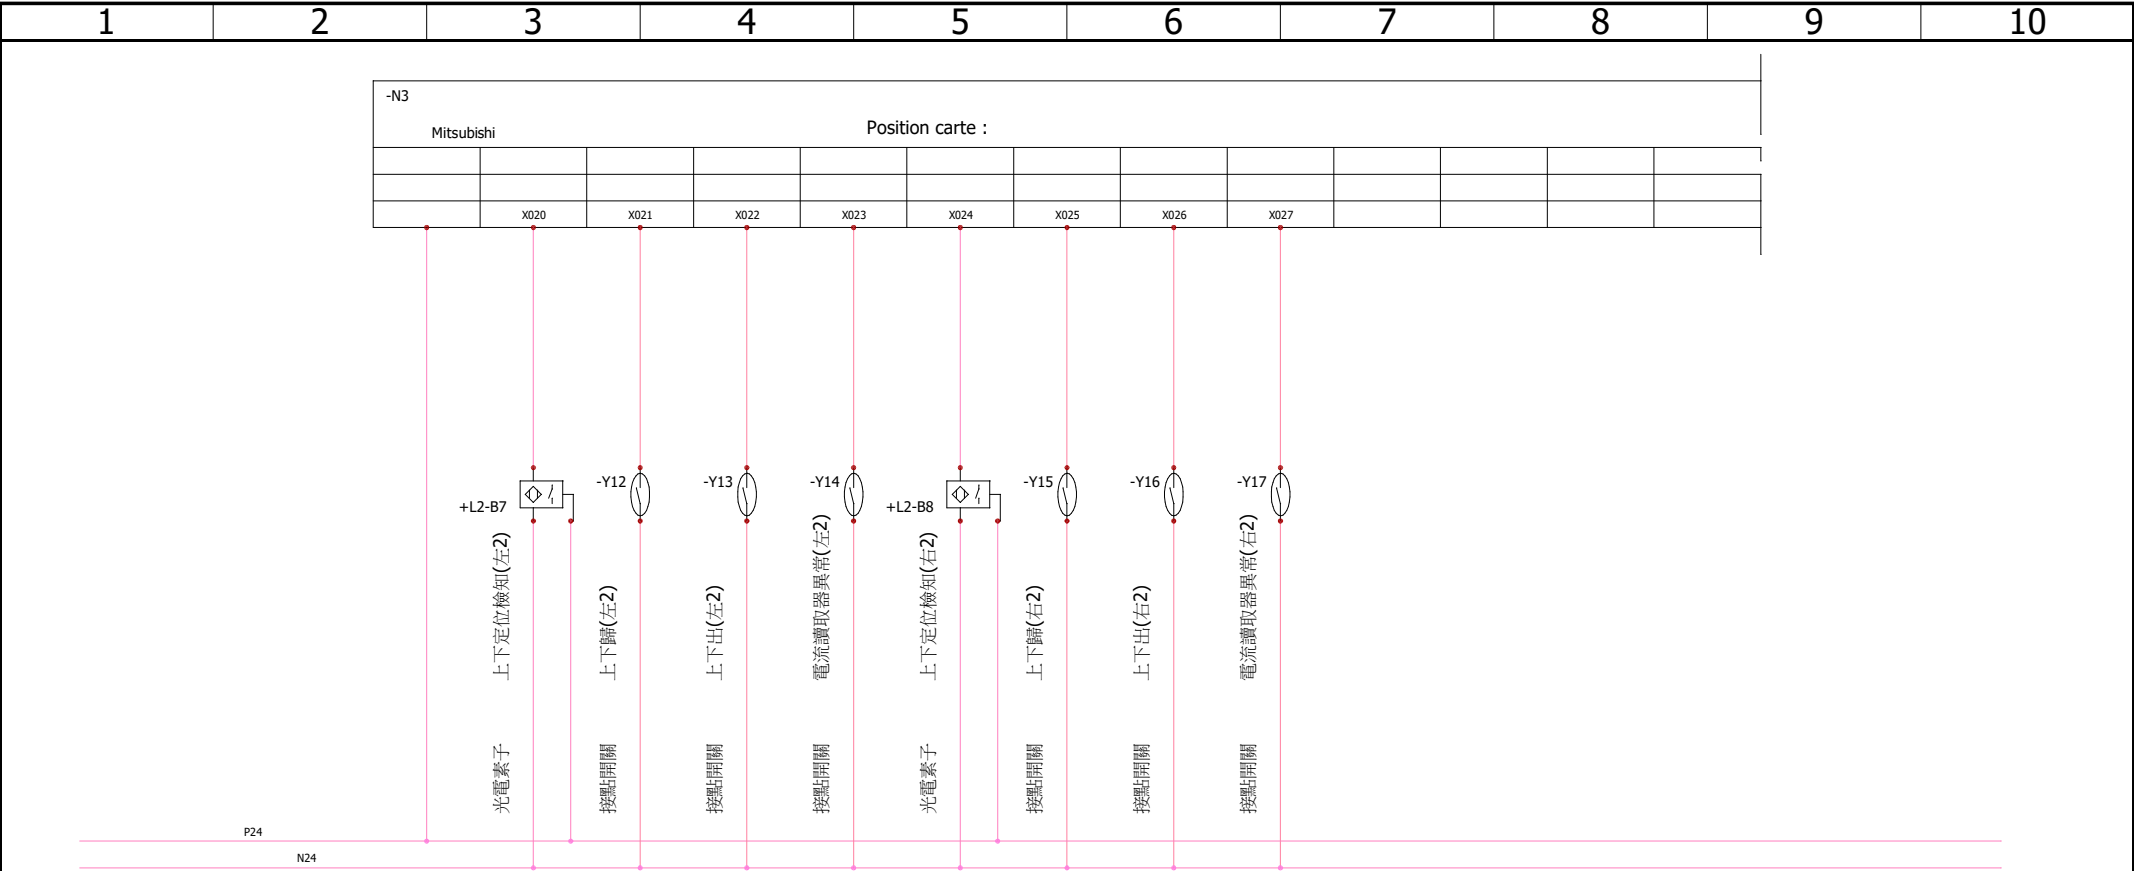 1 2 3 4 5 6 7 8 9 10
-N3
Mitsubishi
Position carte :
X020 X021 X022 X023 X024 X025 X026 X027
+L2-B7
-Y12
-Y13
-Y14
+L2-B8
-Y15
-Y16
-Y17
上下定位檢知(左2)
上下歸(左2)
上下出(左2)
電流讀取器異常(左2)
上下定位檢知(右2)
上下歸(右2)
上下出(右2)
電流讀取器異常(右2)
光電素子
接點開關
接點開關
接點開關
光電素子
接點開關
接點開關
接點開關
P24
N24